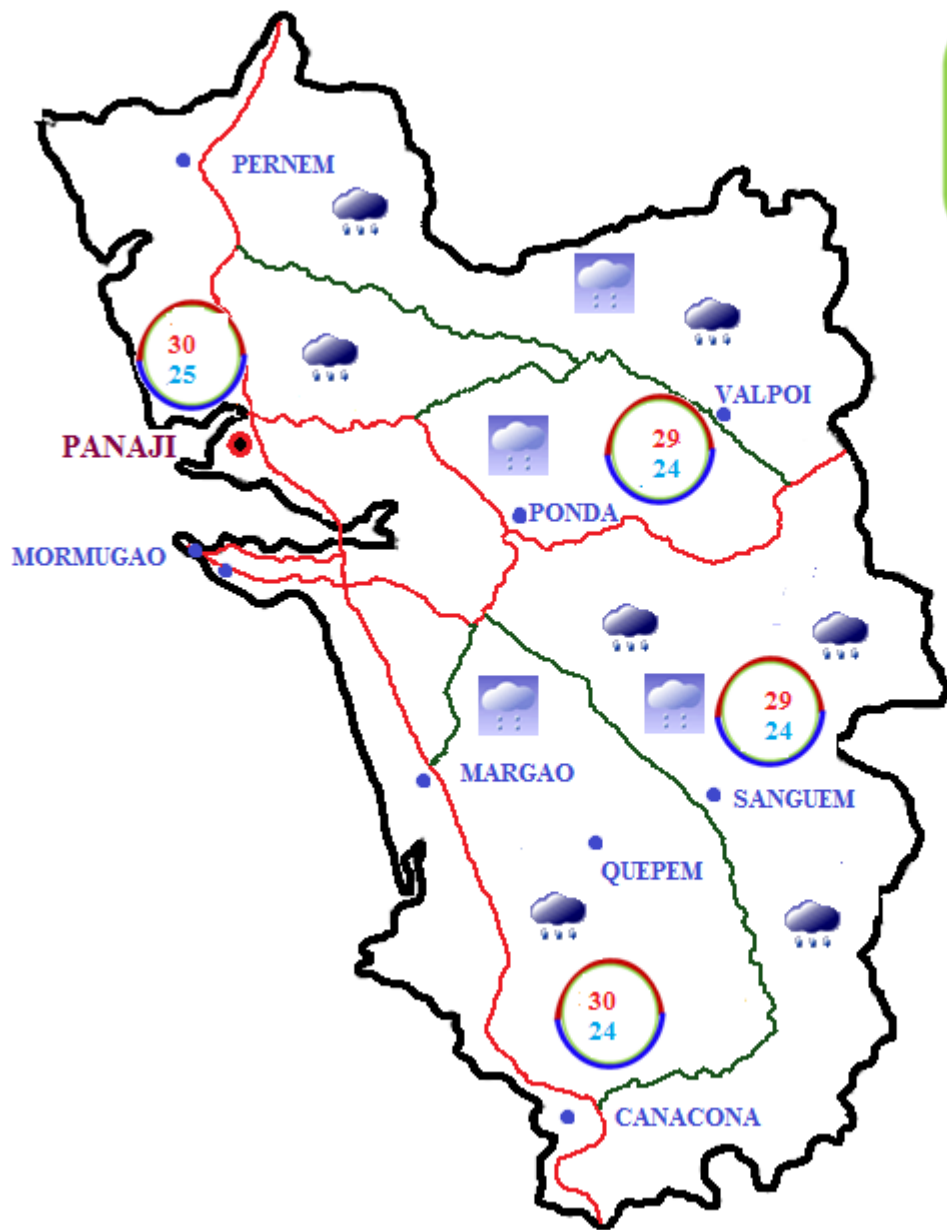 PERNEM
30
25
VALPOI
PANAJI
29
24
PONDA
MORMUGAO
29
24
MARGAO
SANGUEM
QUEPEM
30
24
CANACONA